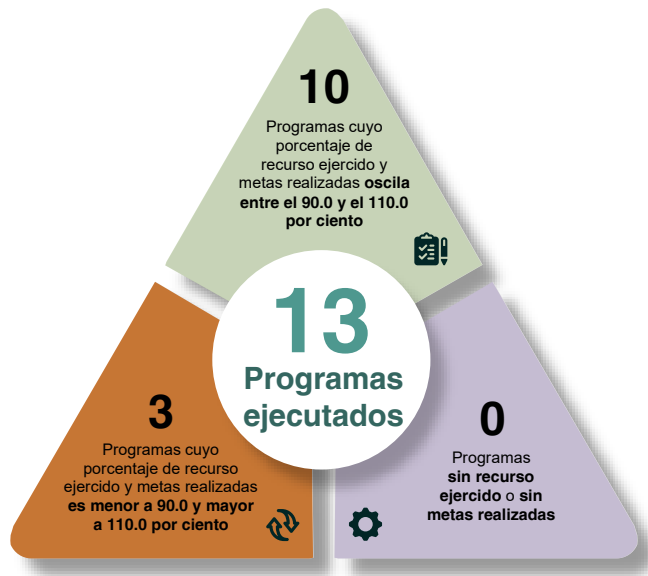 10
Programas cuyo
porcentaje de
recurso ejercido y
metas realizadas oscila
entre el 90.0 y el 110.0
por ciento
13
Programas
ejecutados
3
Programas cuyo
porcentaje de recurso
ejercido y metas realizadas
es menor a 90.0 y mayor
a 110.0 por ciento
0
Programas
sin recurso
ejercido o sin
metas realizadas